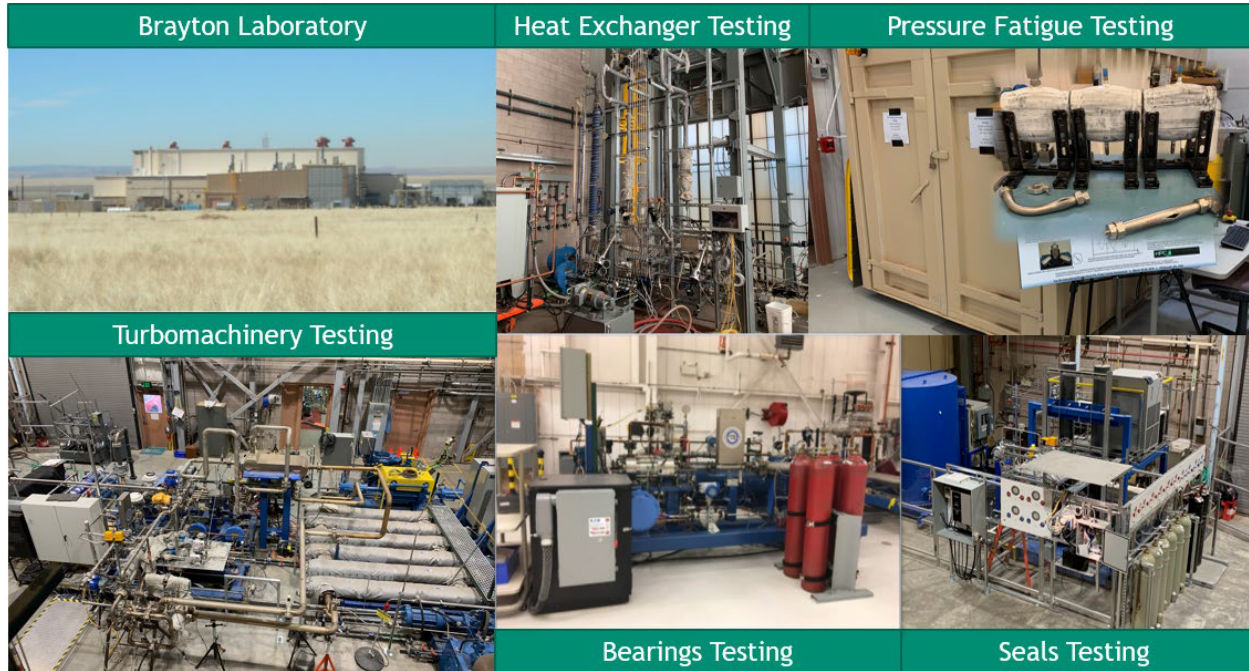 Brayton Laboratory
Heat Exchanger Testing
Pressure Fatigue Testing
Turbomachinery Testing
Bearings Testing
Seals Testing